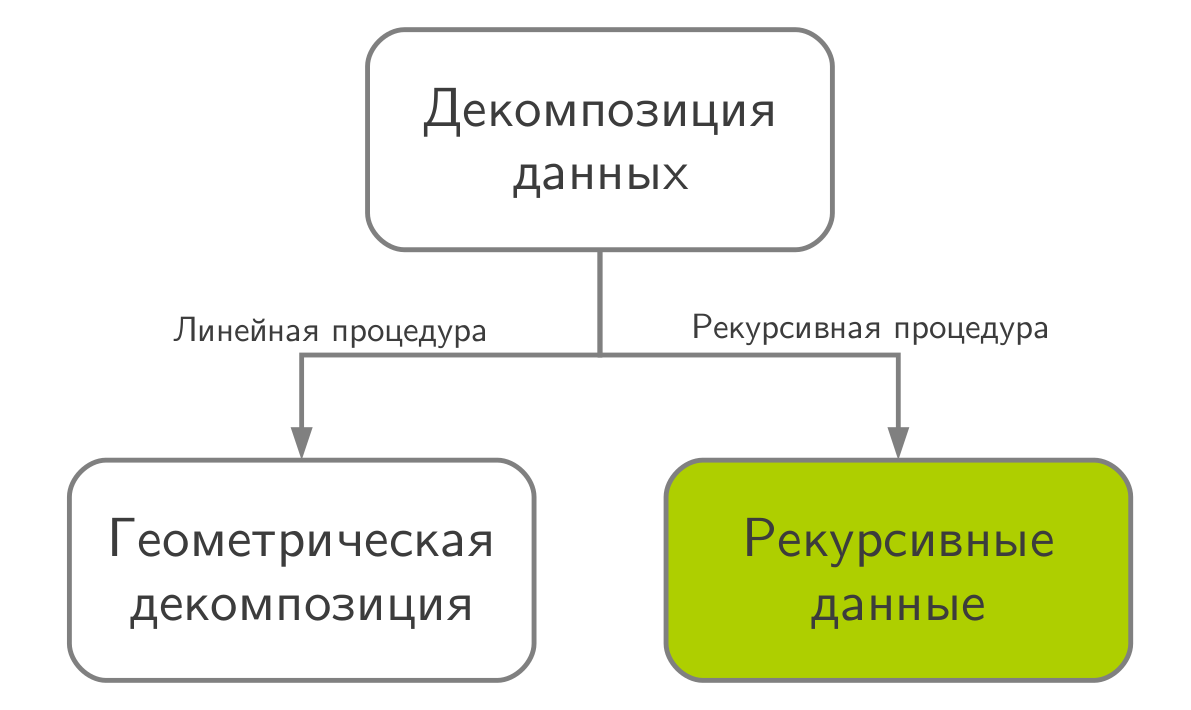 Декомпозиция
данных
Линейная процедура
Рекурсивная процедура
Геометрическая
декомпозиция
Рекурсивные
данные